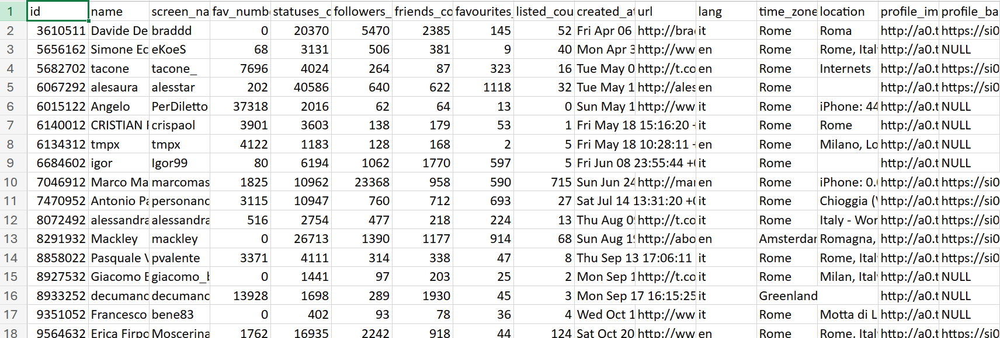 1 id name screen_na fav_numb statuses_c followers_ friends_co favourites_ listed_cou created_at url lang time_zone location profile_im profile_ba
2 3610511 Davide De braddd 0 20370 5470 2385 145 52 Fri Apr 06 http://bra it Rome Roma http://a0.t https://si0
3 5656162 Simone Ec eKoeS 68 3131 506 381 9 40 Mon Apr 3 http://ww en Rome Rome, Ital http://a0.t NULL
4 5682702 tacone tacone_ 7696 4024 264 87 323 16 Tue May 0 http://t.co en Rome Internets http://a0.t https://si0
5 6067292 alesaura alesstar 202 40586 640 622 1118 32 Tue May 1 http://ales en Rome http://a0.t https://si0
6 6015122 Angelo PerDiletto 37318 2016 62 64 13 0 Sun May 1 http://ww it Rome iPhone: 44 http://a0.t NULL
7 6140012 CRISTIAN crispaol 3901 3603 138 179 53 1 Fri May 18 15:16:20 it Rome Rome http://a0.t NULL
8 6134312 tmpx tmpx 4122 1183 128 168 2 5 Fri May 18 10:28:11 en Rome Milano, Lo http://a0.t NULL
9 6684602 igor Igor99 80 6194 1062 1770 597 5 Fri Jun 08 23:55:44 +0 it Rome http://a0.t NULL
10 7046912 Marco Ma marcomas 1825 10962 23368 958 590 715 Sun Jun 24 http://mar en Rome iPhone: 0.0 http://a0.t https://si0
11 7470952 Antonio Pa personanc 3115 10947 760 712 693 27 Sat Jul 14 13:31:20 +0 it Rome Chioggia (V http://a0.t https://si0
12 8072492 alessandra alessandra 516 2754 477 218 224 13 Thu Aug 09 http://t.co it Rome Italy - Wor http://a0.t https://si0
13 8291932 Mackley mackley 0 26713 1390 1177 914 68 Sun Aug 19 http://abo en Amsterdam Romagna, http://a0.t https://si0
14 8858022 Pasquale V pvalente 3371 4111 314 338 47 8 Thu Sep 13 17:06:11 it Rome Rome, Ital http://a0.t https://si0
15 8927532 Giacomo B giacomo_b 0 1441 97 203 25 2 Mon Sep 1 http://t.co it Rome Milan, Ital http://a0.t NULL
16 8933252 decumanc decumanc 13928 1698 289 1930 45 3 Mon Sep 17 16:15:25 it Greenland http://a0.t https://si0
17 9351052 Francesco bene83 0 402 93 78 36 4 Wed Oct 1 http://ww it Rome Motta di L http://a0.t NULL
18 9564632 Erica Firpo Moscerina 1762 16935 2242 918 44 124 Sat Oct 20 http://ww en Rome Rome, Ital http://a0.t https://si0